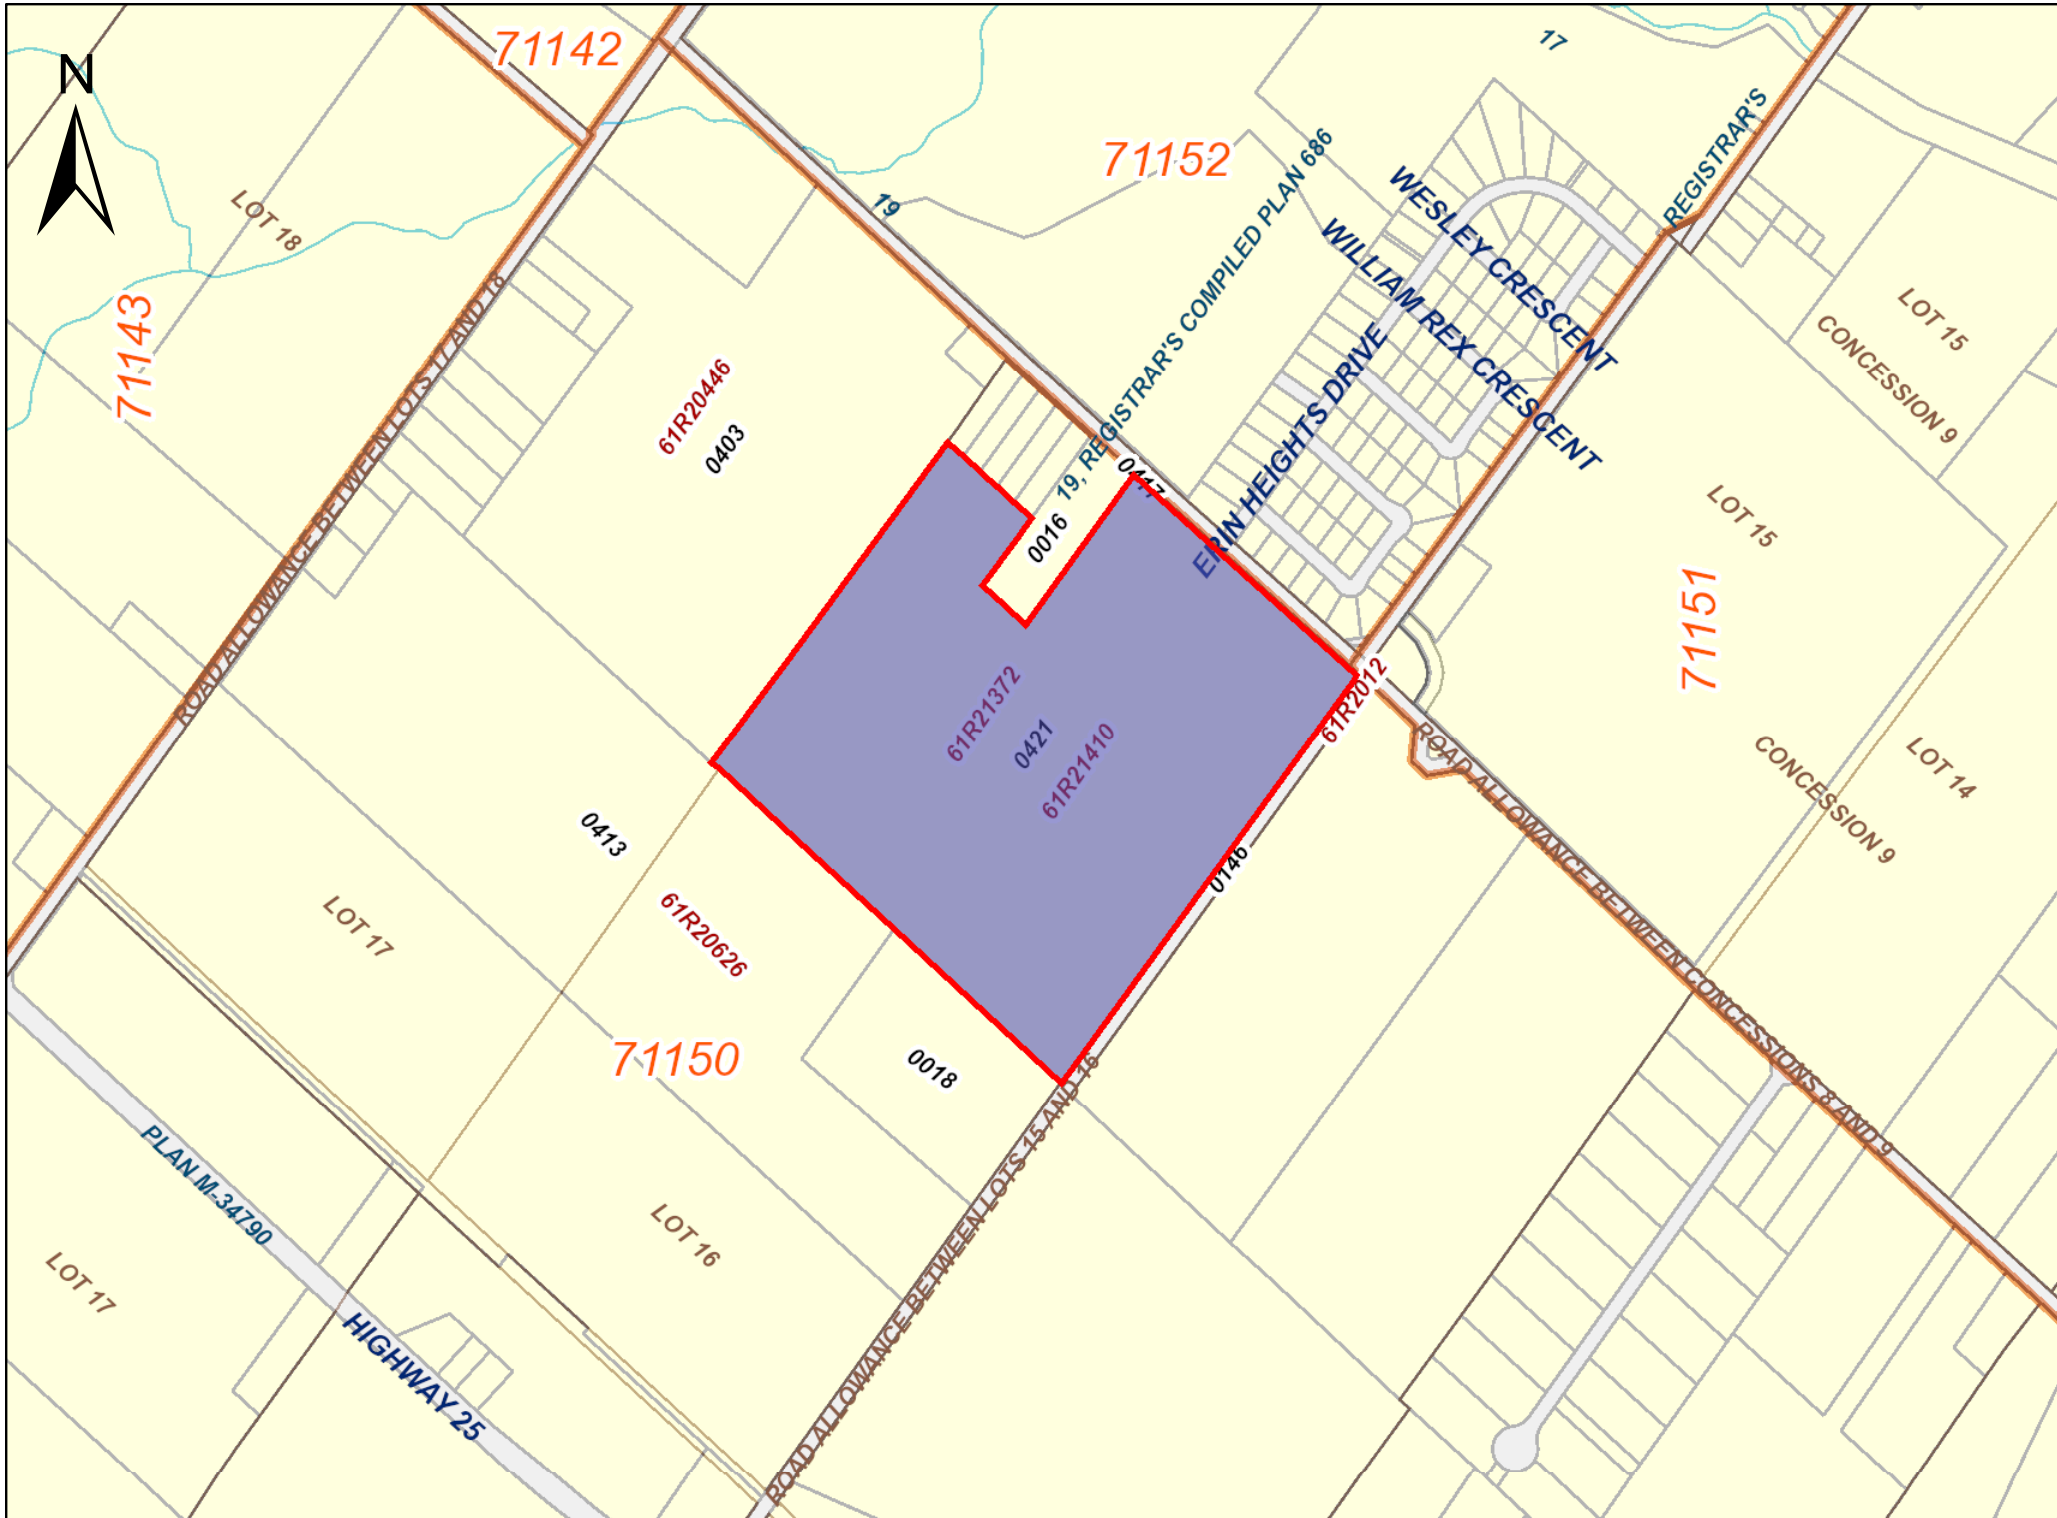 71142
17
N
REGISTRAR'S
71152
19
LOT 18
WESLEY CRESCENT
WILLIAM REX CRESCENT
19, REGISTRAR'S COMPILED PLAN 686
71143
ROAD ALLOWANCE BETWEEN LOTS 17 AND 18
LOT 15
CONCESSION 9
61R20446
0403
ERIN HEIGHTS DRIVE
0417
0016
LOT 15
71151
61R21372
0421
61R21410
61R2012
ROAD ALLOWANCE BETWEEN CONCESSIONS 8 AND 9
LOT 14
CONCESSION 9
0413
0146
LOT 17
61R20626
71150
0018
ROAD ALLOWANCE BETWEEN LOTS 15 AND 16
PLAN M-34790
LOT 16
LOT 17
HIGHWAY 25